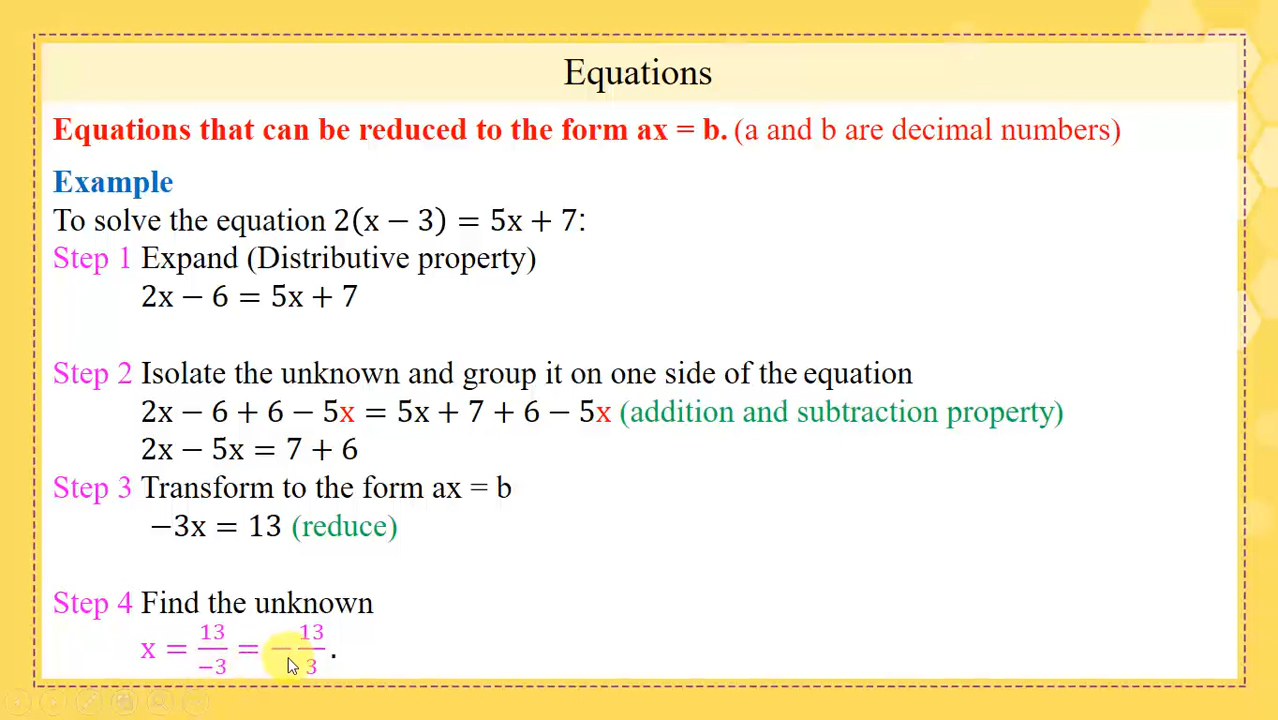 Equations
Equations that can be reduced to the form ax = b. (a and b are decimal numbers)
Example
To solve the equation 2(x − 3) = 5x + 7:
Step 1 Expand (Distributive property)
2x − 6 = 5x + 7
Step 2 Isolate the unknown and group it on one side of the equation
2x − 6 + 6 − 5x = 5x + 7 + 6 − 5x (addition and subtraction property)
2x − 5x = 7 + 6
Step 3 Transform to the form ax = b
−3x = 13 (reduce)
Step 4 Find the unknown
x = 13/−3 = − 13/3 .